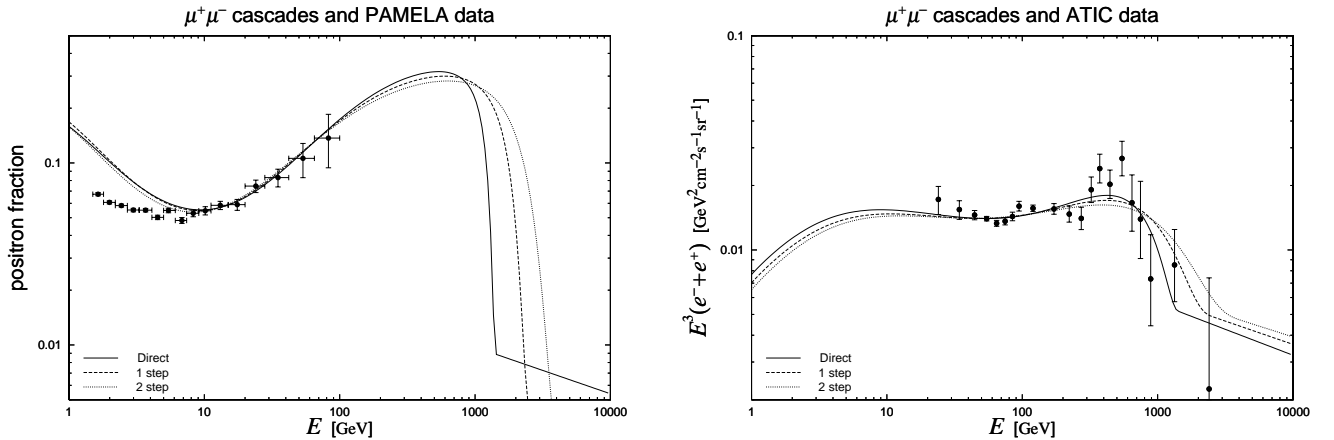 μ⁺μ⁻ cascades and PAMELA data
positron fraction
0.1
0.01
Direct
1 step
2 step
1 10 100 1000 10000
E [GeV]
μ⁺μ⁻ cascades and ATIC data
E³(e⁻+e⁺) [GeV²cm⁻²s⁻¹sr⁻¹]
0.1
0.01
Direct
1 step
2 step
1 10 100 1000 10000
E [GeV]